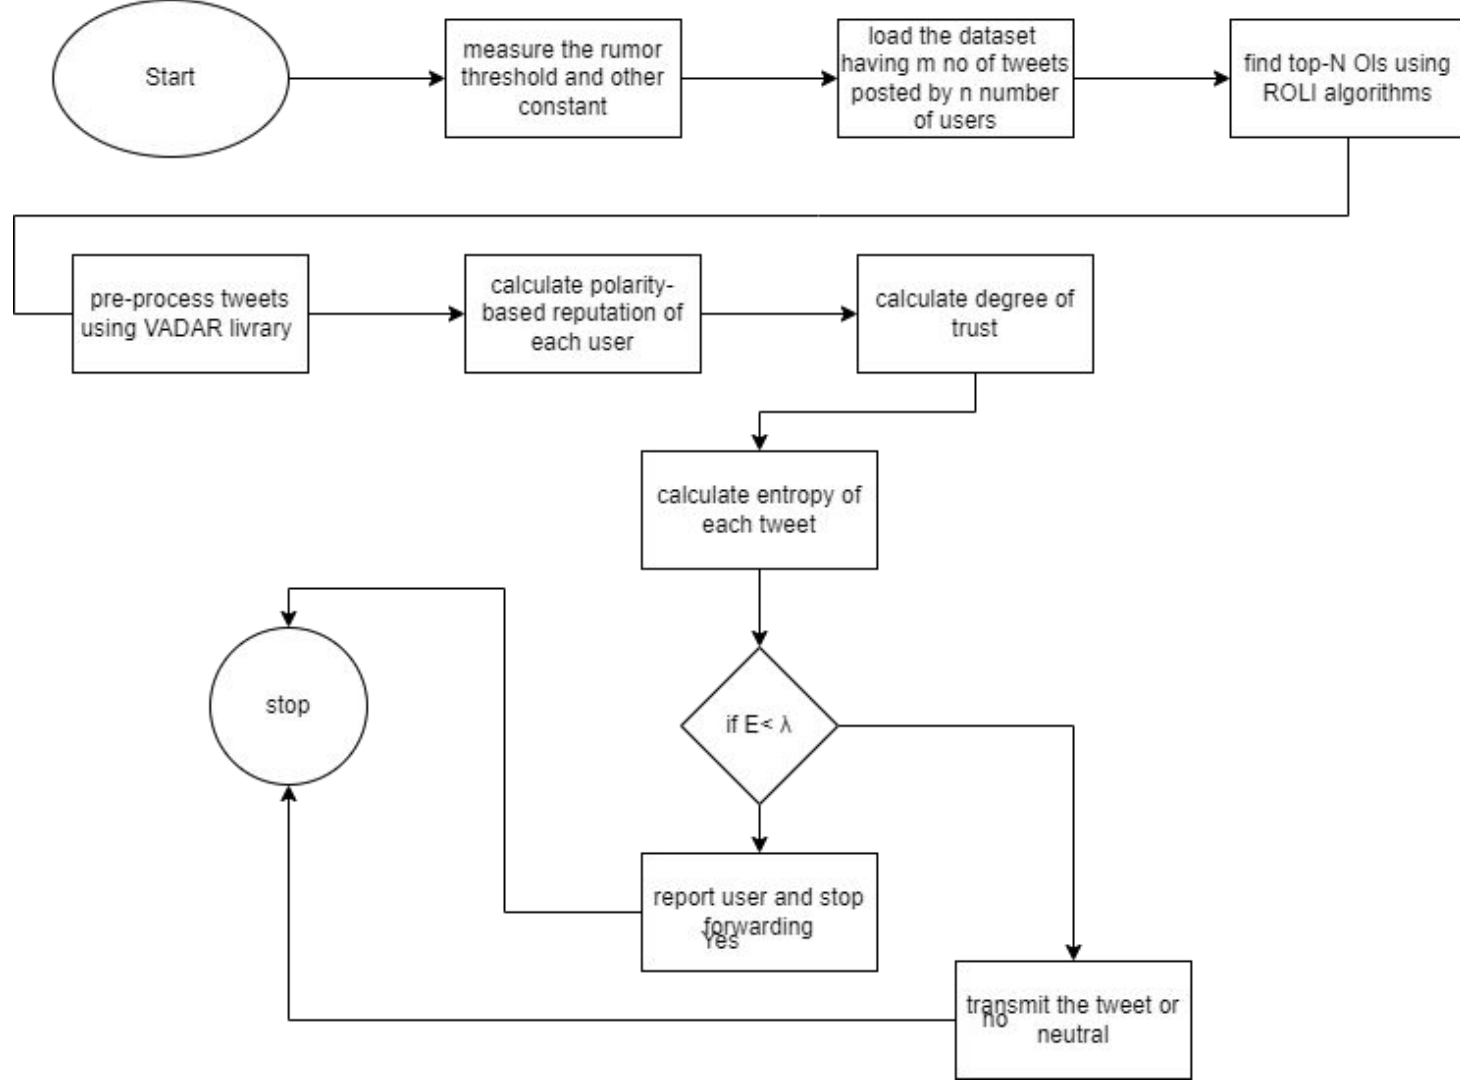 Start
measure the rumor
threshold and other
constant
load the dataset
having m no of tweets
posted by n number
of users
find top-N OIs using
ROLI algorithms
pre-process tweets
using VADAR livrary
calculate polarity-
based reputation of
each user
calculate degree of
trust
calculate entropy of
each tweet
stop
if E< λ
report user and stop
forwarding
Yes
transmit the tweet or
no
neutral